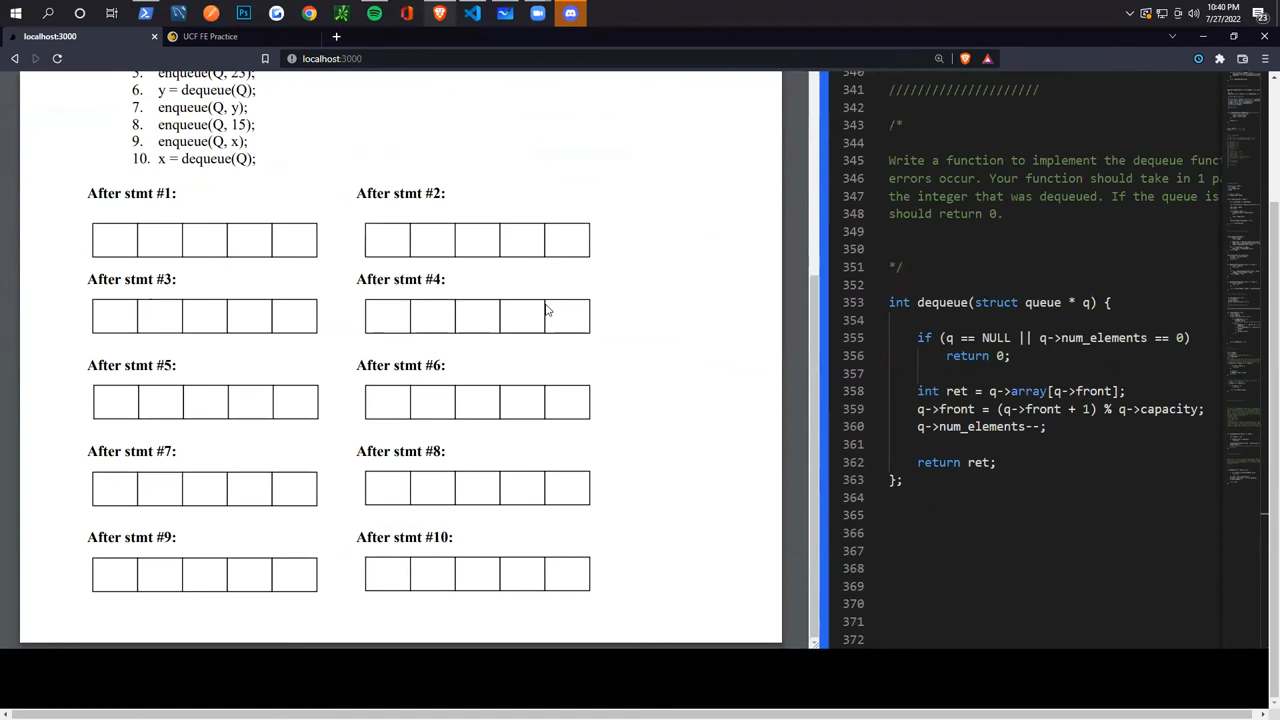 10:40 PM
7/27/2022
23
localhost:3000
UCF FE Practice
localhost:3000
5. enqueue(Q, 25);
6. y = dequeue(Q);
7. enqueue(Q, y);
8. enqueue(Q, 15);
9. enqueue(Q, x);
10. x = dequeue(Q);
After stmt #1:
After stmt #2:
After stmt #3:
After stmt #4:
After stmt #5:
After stmt #6:
After stmt #7:
After stmt #8:
After stmt #9:
After stmt #10:
340
341 /////////////////////
342
343 /*
344
345 Write a function to implement the dequeue func
346 errors occur. Your function should take in 1 pa
347 the integer that was dequeued. If the queue is
348 should return 0.
349
350
351 */
352
353 int dequeue(struct queue * q) {
354
355 if (q == NULL || q->num_elements == 0)
356 return 0;
357
358 int ret = q->array[q->front];
359 q->front = (q->front + 1) % q->capacity;
360 q->num_elements--;
361
362 return ret;
363 };
364
365
366
367
368
369
370
371
372